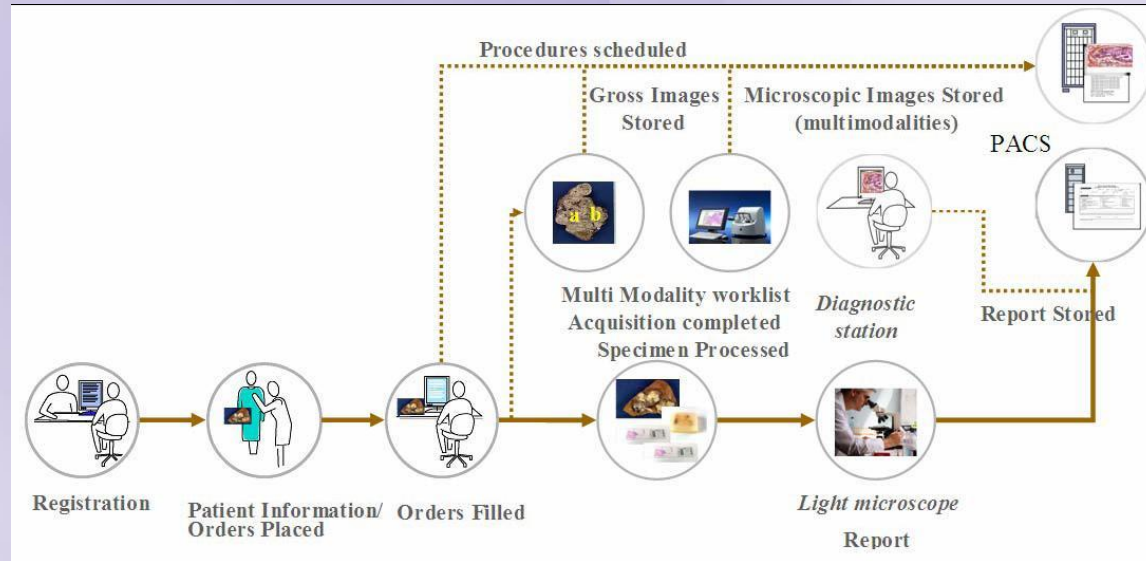 Procedures scheduled
Gross Images
Stored
Microscopic Images Stored
(multimodalities)
PACS
a b
Multi Modality worklist
Acquisition completed
Specimen Processed
Diagnostic
station
Report Stored
Registration
Patient Information/
Orders Placed
Orders Filled
Light microscope
Report